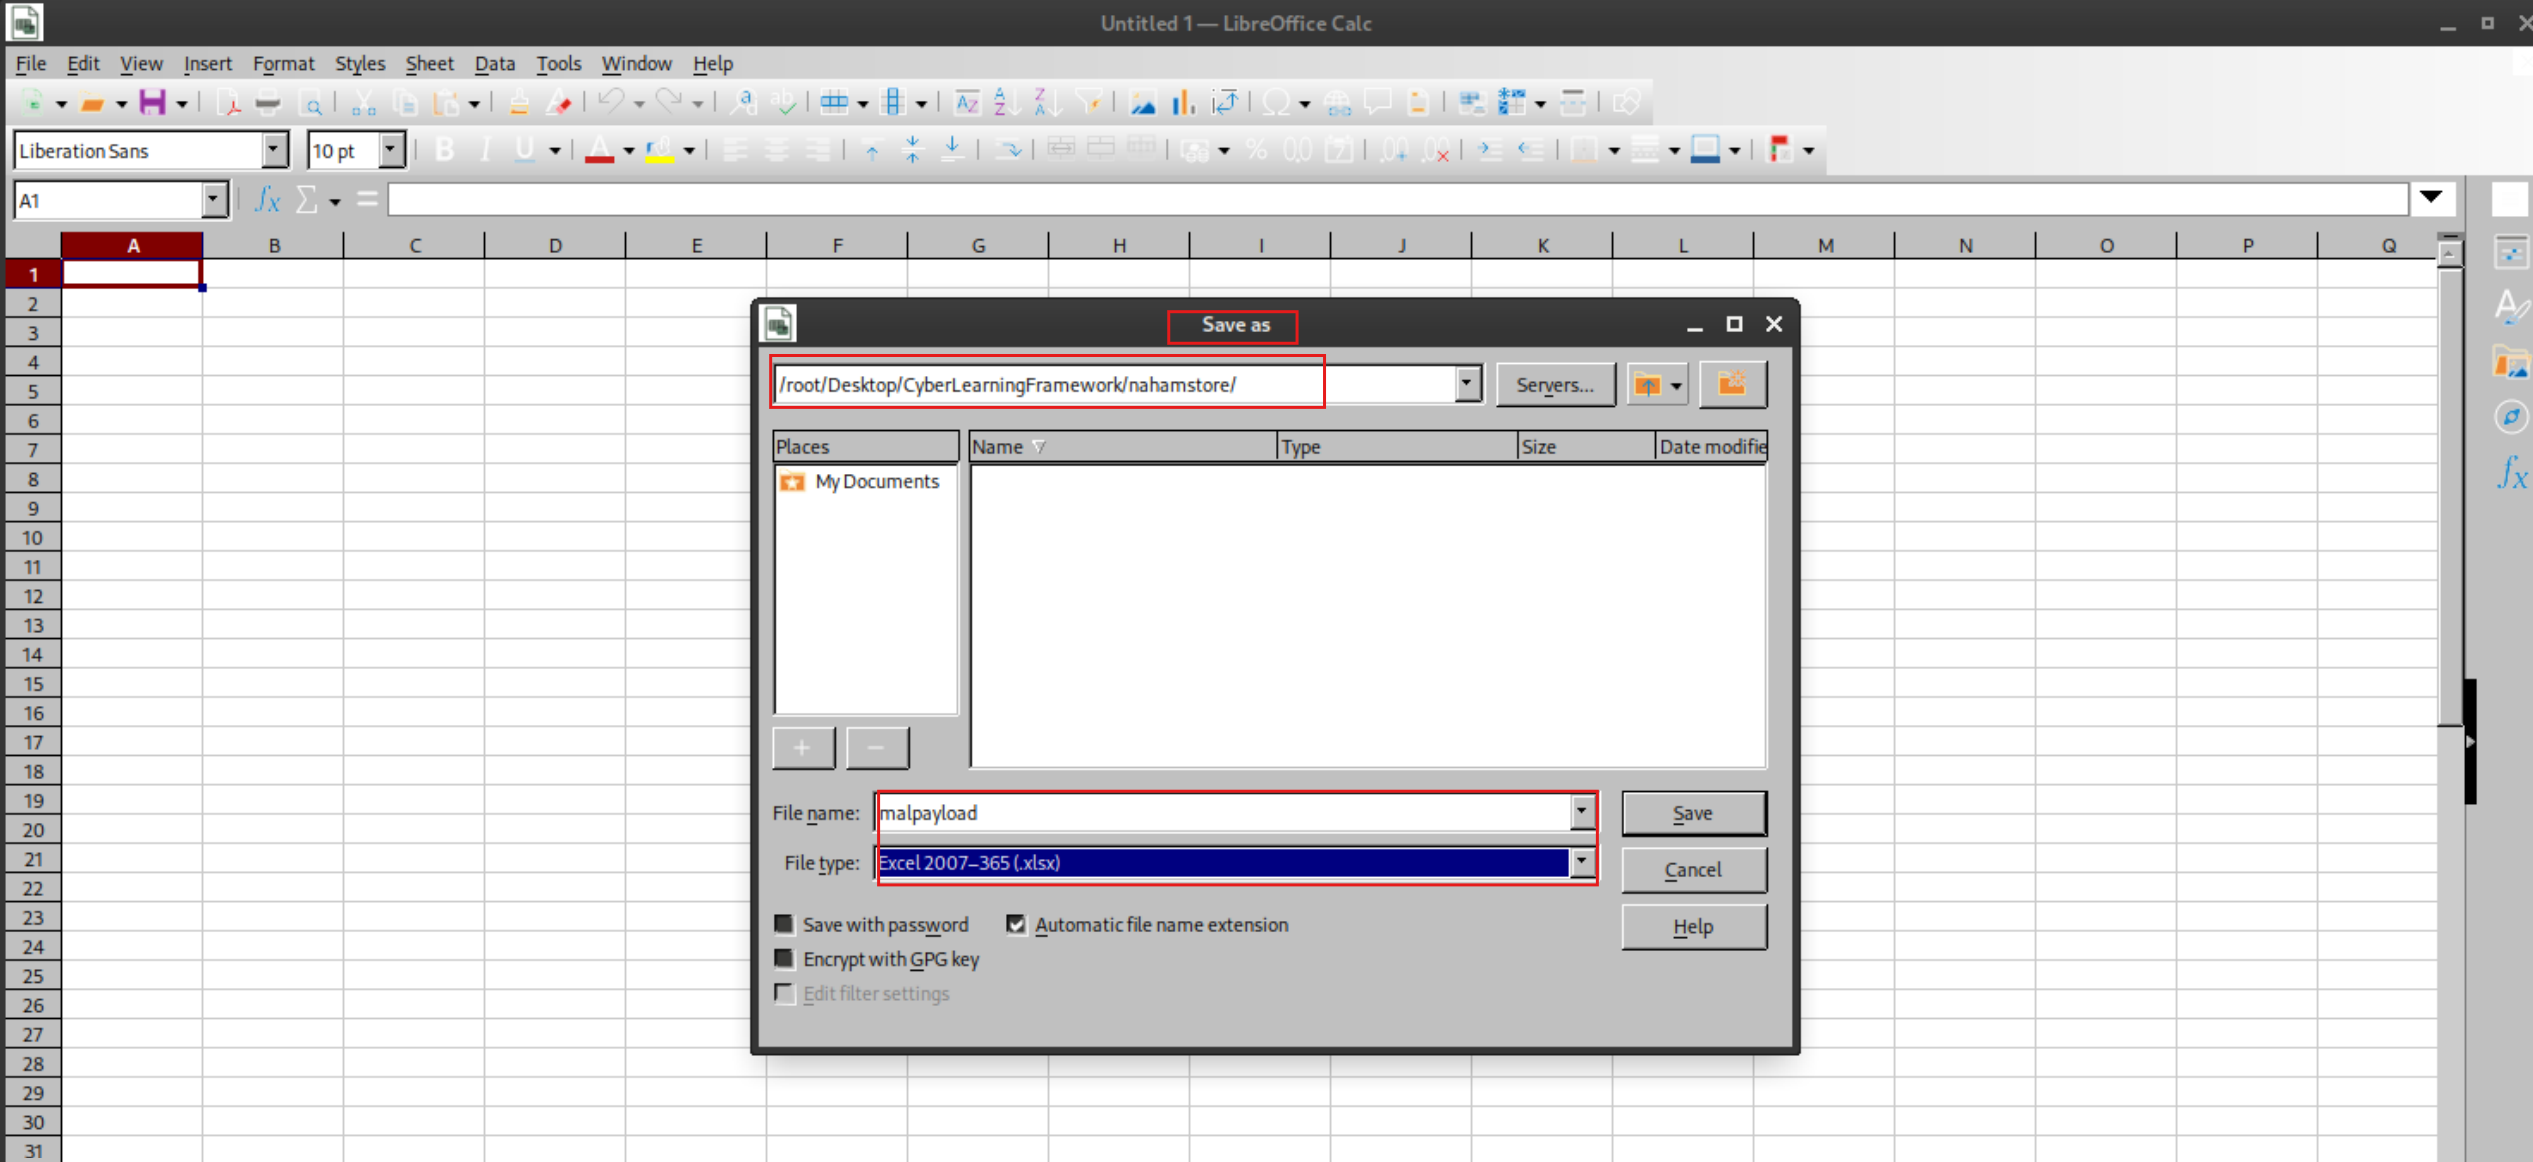 Untitled 1 — LibreOffice Calc
File Edit View Insert Format Styles Sheet Data Tools Window Help
Liberation Sans 10 pt
A1
A B C D E F G H I J K L M N O P Q
1
2
3
4
5
6
7
8
9
10
11
12
13
14
15
16
17
18
19
20
21
22
23
24
25
26
27
28
29
30
31
Save as
/root/Desktop/CyberLearningFramework/nahamstore/ Servers...
Places Name Type Size Date modifie
My Documents
File name: malpayload Save
File type: Excel 2007–365 (.xlsx) Cancel
Save with password Automatic file name extension Help
Encrypt with GPG key
Edit filter settings